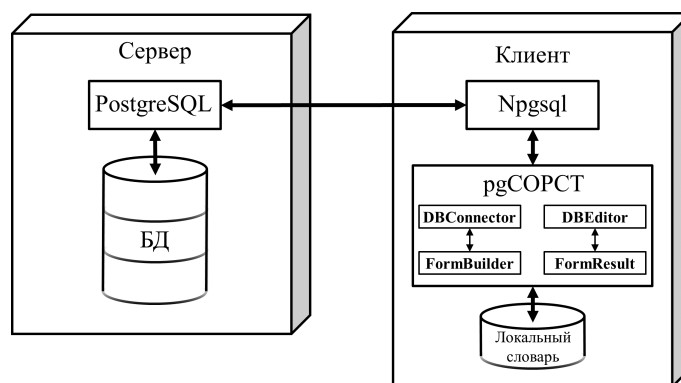 Сервер
PostgreSQL
БД
Клиент
Npgsql
pgCOPCT
DBConnector
DBEditor
FormBuilder
FormResult
Локальный
словарь